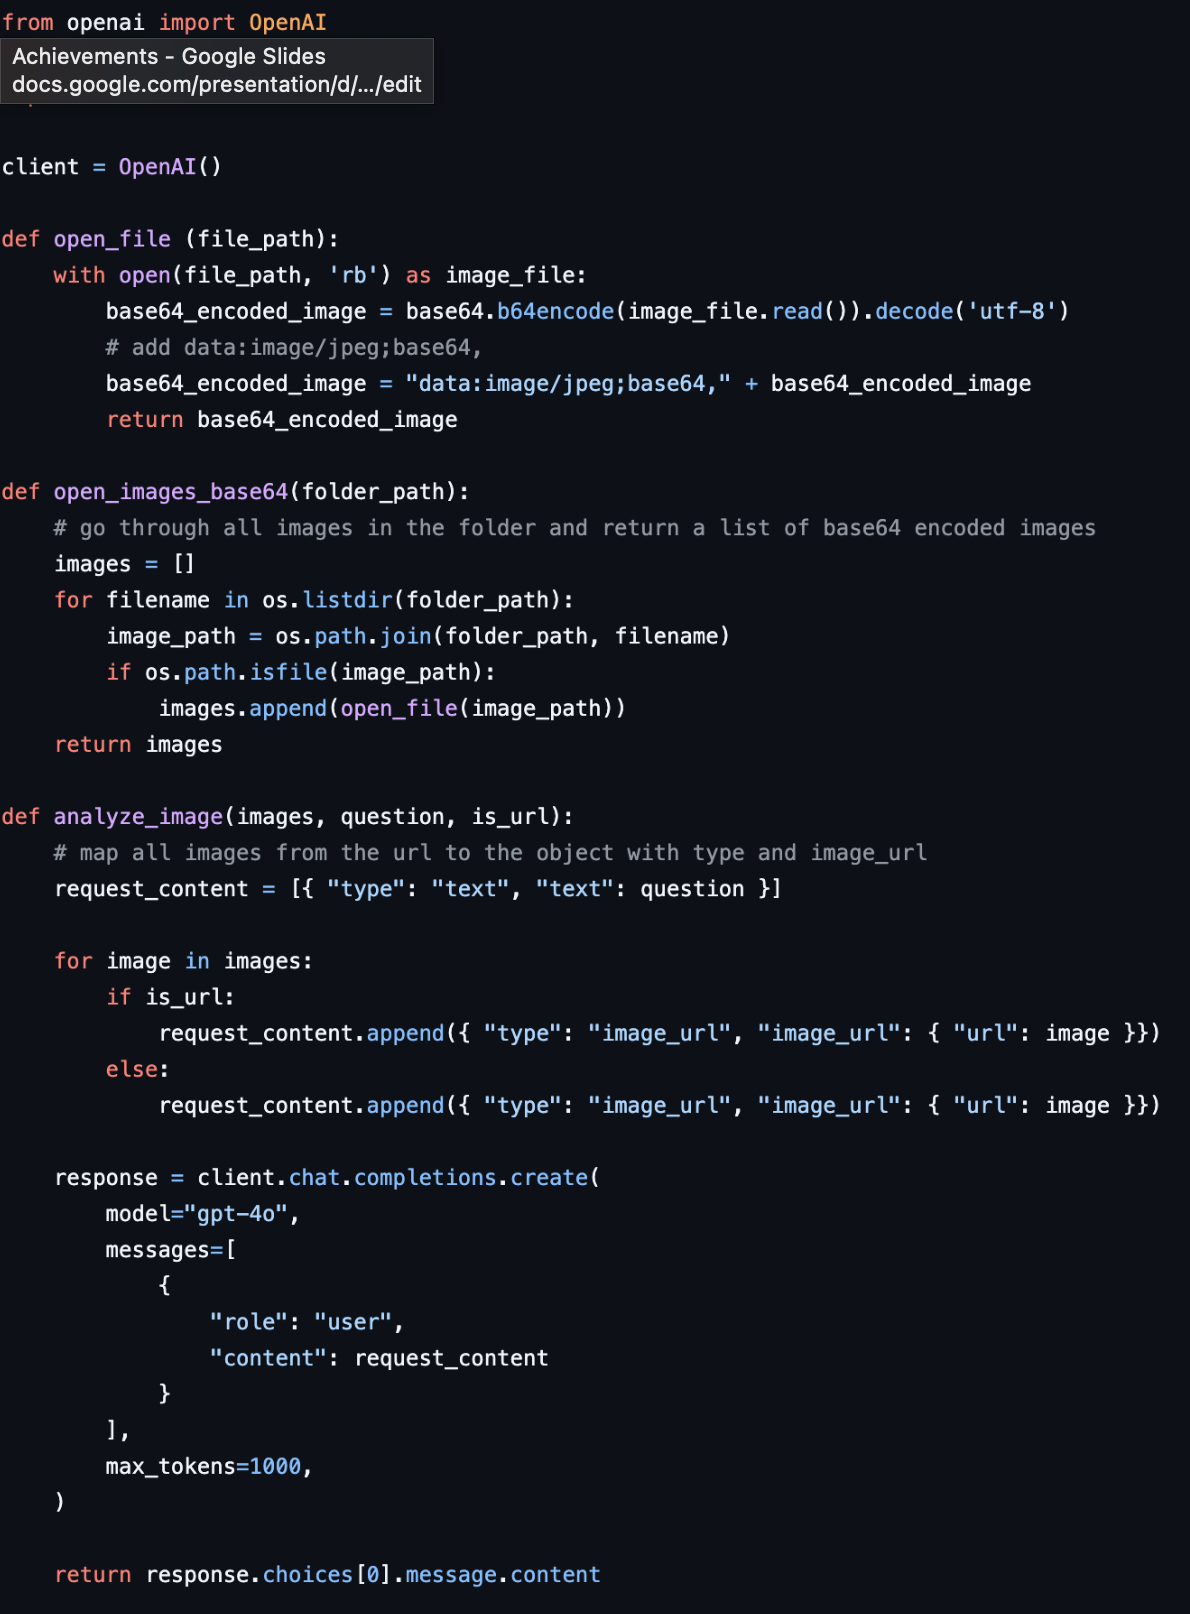 from openai import OpenAI
Achievements - Google Slides
docs.google.com/presentation/d/.../edit
client = OpenAI()
def open_file (file_path):
    with open(file_path, 'rb') as image_file:
        base64_encoded_image = base64.b64encode(image_file.read()).decode('utf-8')
        # add data:image/jpeg;base64,
        base64_encoded_image = "data:image/jpeg;base64," + base64_encoded_image
        return base64_encoded_image
def open_images_base64(folder_path):
    # go through all images in the folder and return a list of base64 encoded images
    images = []
    for filename in os.listdir(folder_path):
        image_path = os.path.join(folder_path, filename)
        if os.path.isfile(image_path):
            images.append(open_file(image_path))
    return images
def analyze_image(images, question, is_url):
    # map all images from the url to the object with type and image_url
    request_content = [{ "type": "text", "text": question }]
    for image in images:
        if is_url:
            request_content.append({ "type": "image_url", "image_url": { "url": image }})
        else:
            request_content.append({ "type": "image_url", "image_url": { "url": image }})
    response = client.chat.completions.create(
        model="gpt-4o",
        messages=[
            {
                "role": "user",
                "content": request_content
            }
        ],
        max_tokens=1000,
    )
    return response.choices[0].message.content